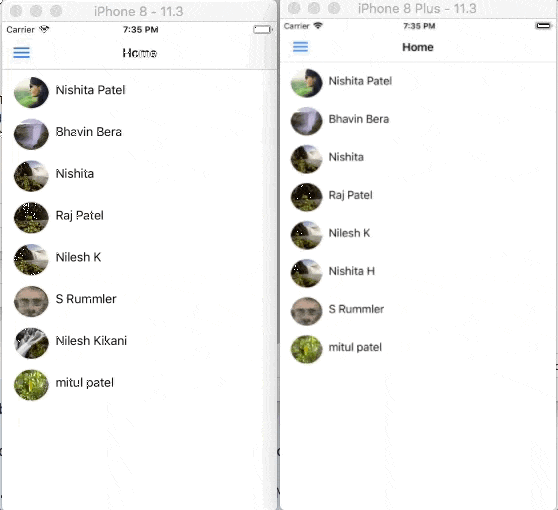 iPhone 8 - 11.3
Carrier 7:35 PM
Home
Nishita Patel
Bhavin Bera
Nishita
Raj Patel
Nilesh K
S Rummler
Nilesh Kikani
mitul patel
iPhone 8 Plus - 11.3
Carrier 7:35 PM
Home
Nishita Patel
Bhavin Bera
Nishita
Raj Patel
Nilesh K
Nishita H
S Rummler
mitul patel